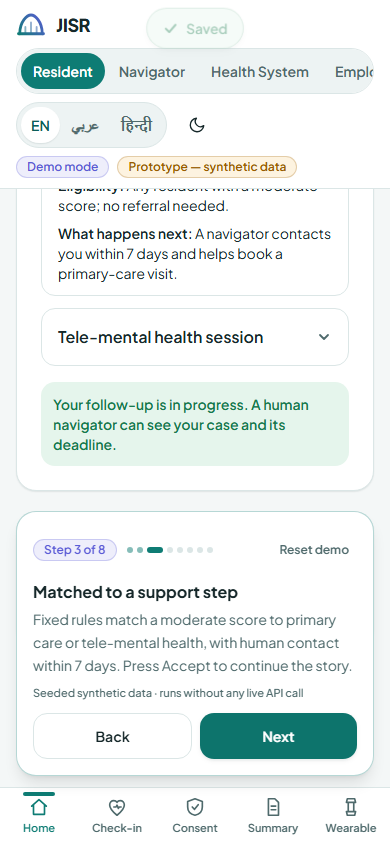 JISR
Saved
Resident
Navigator
Health System
Emplo
EN
عربي
हिन्दी
Demo mode
Prototype — synthetic data
Eligibility: Any resident with a moderate
score; no referral needed.
What happens next: A navigator contacts
you within 7 days and helps book a
primary-care visit.
Tele-mental health session
Your follow-up is in progress. A human
navigator can see your case and its
deadline.
Step 3 of 8
Reset demo
Matched to a support step
Fixed rules match a moderate score to primary
care or tele-mental health, with human contact
within 7 days. Press Accept to continue the story.
Seeded synthetic data · runs without any live API call
Back
Next
Home
Check-in
Consent
Summary
Wearable